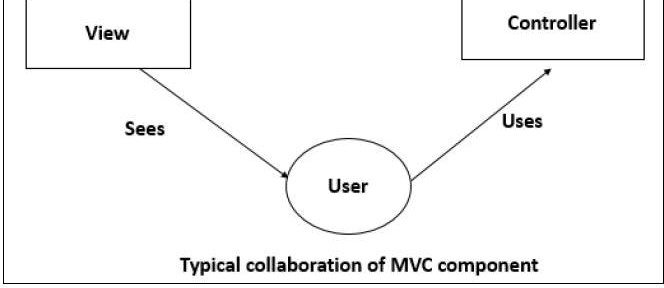 View
Controller
Sees
Uses
User
Typical collaboration of MVC component